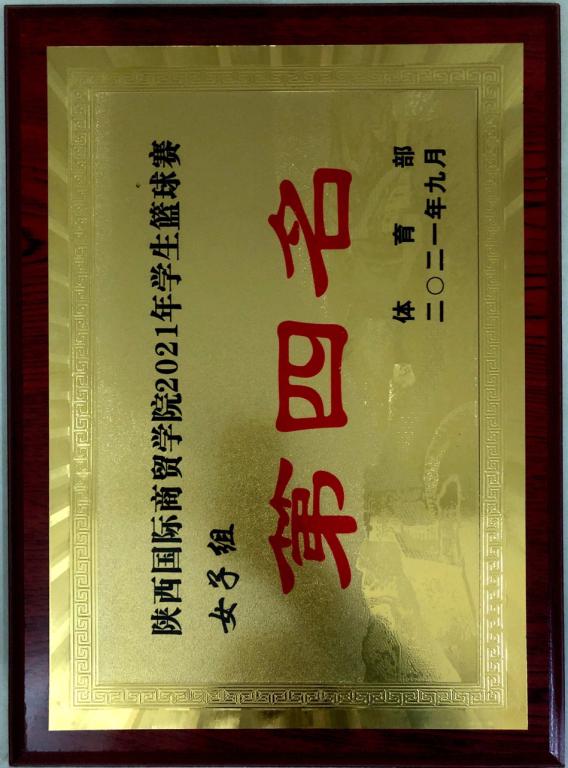 陕西国际商贸学院2021年学生篮球赛
女子组
第四名
体育部
二〇二一年九月